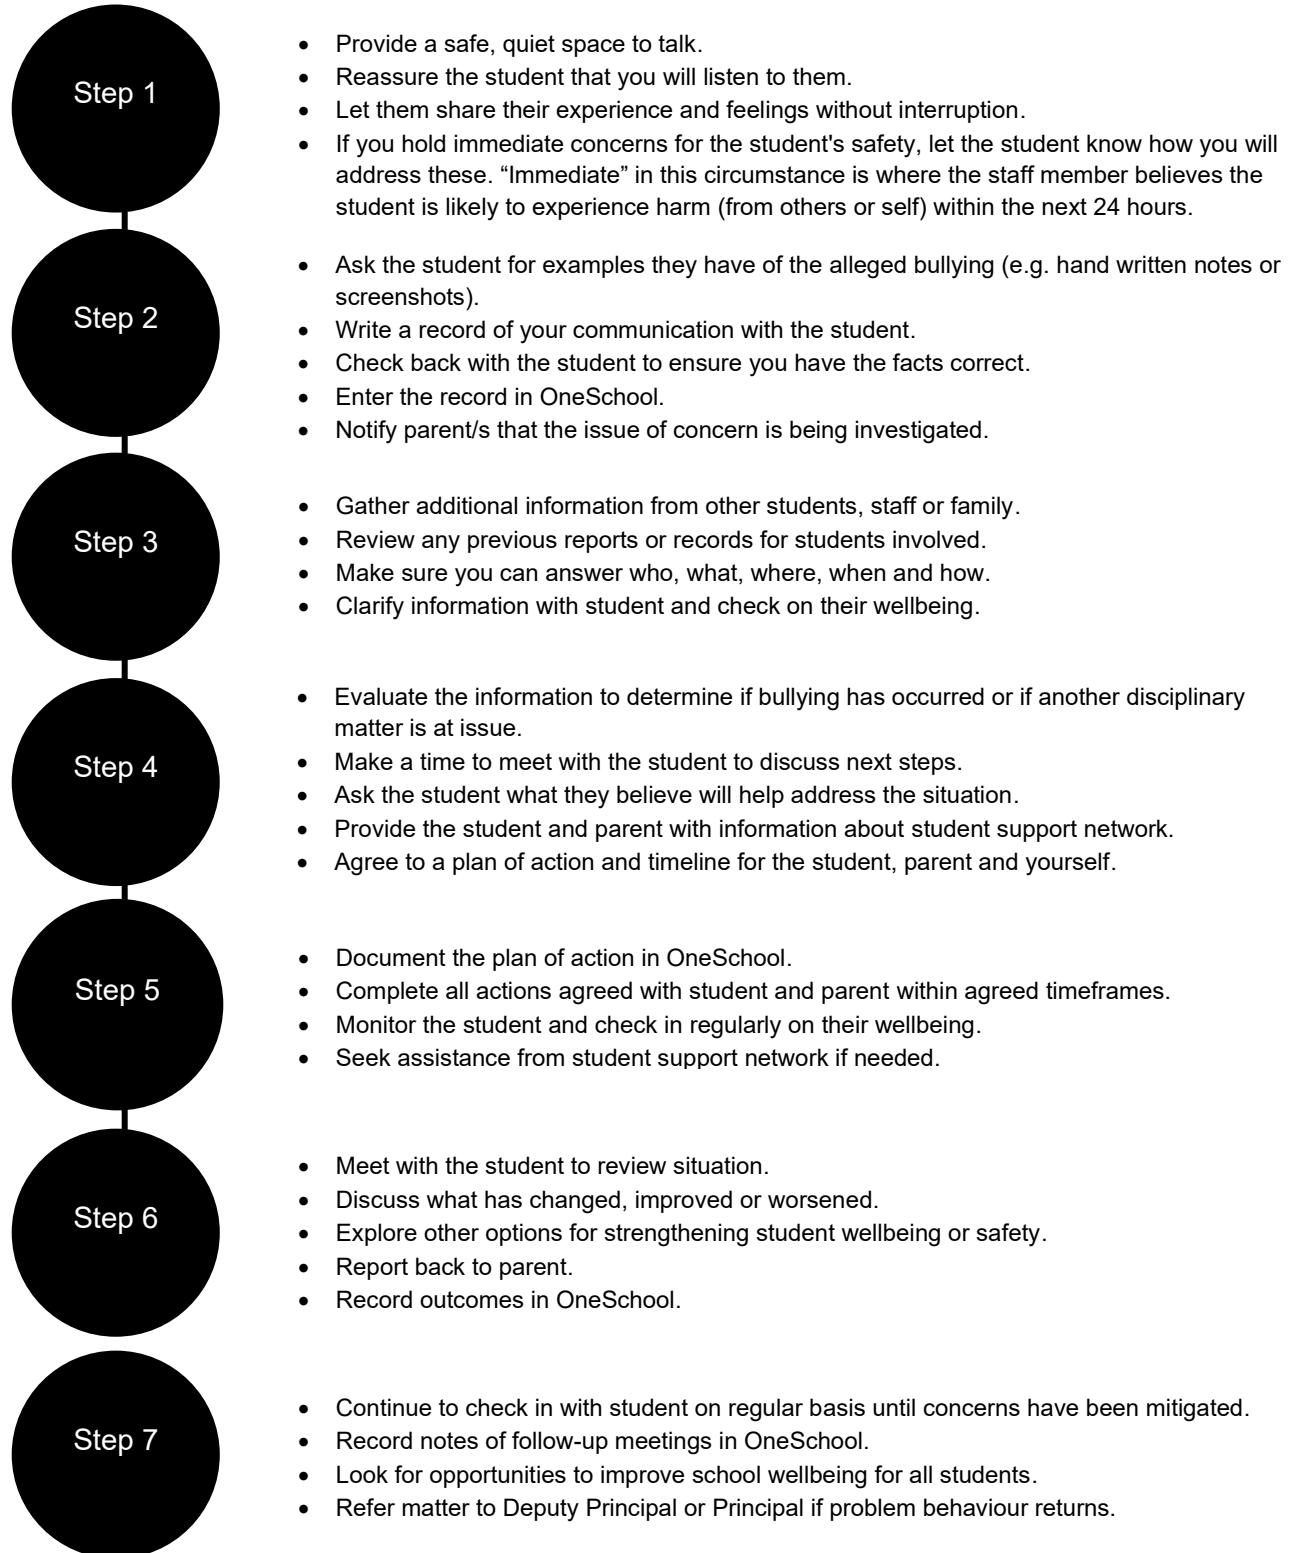 Step 1
• Provide a safe, quiet space to talk.
• Reassure the student that you will listen to them.
• Let them share their experience and feelings without interruption.
• If you hold immediate concerns for the student's safety, let the student know how you will
address these. “Immediate” in this circumstance is where the staff member believes the
student is likely to experience harm (from others or self) within the next 24 hours.
Step 2
• Ask the student for examples they have of the alleged bullying (e.g. hand written notes or
screenshots).
• Write a record of your communication with the student.
• Check back with the student to ensure you have the facts correct.
• Enter the record in OneSchool.
• Notify parent/s that the issue of concern is being investigated.
Step 3
• Gather additional information from other students, staff or family.
• Review any previous reports or records for students involved.
• Make sure you can answer who, what, where, when and how.
• Clarify information with student and check on their wellbeing.
Step 4
• Evaluate the information to determine if bullying has occurred or if another disciplinary
matter is at issue.
• Make a time to meet with the student to discuss next steps.
• Ask the student what they believe will help address the situation.
• Provide the student and parent with information about student support network.
• Agree to a plan of action and timeline for the student, parent and yourself.
Step 5
• Document the plan of action in OneSchool.
• Complete all actions agreed with student and parent within agreed timeframes.
• Monitor the student and check in regularly on their wellbeing.
• Seek assistance from student support network if needed.
Step 6
• Meet with the student to review situation.
• Discuss what has changed, improved or worsened.
• Explore other options for strengthening student wellbeing or safety.
• Report back to parent.
• Record outcomes in OneSchool.
Step 7
• Continue to check in with student on regular basis until concerns have been mitigated.
• Record notes of follow-up meetings in OneSchool.
• Look for opportunities to improve school wellbeing for all students.
• Refer matter to Deputy Principal or Principal if problem behaviour returns.